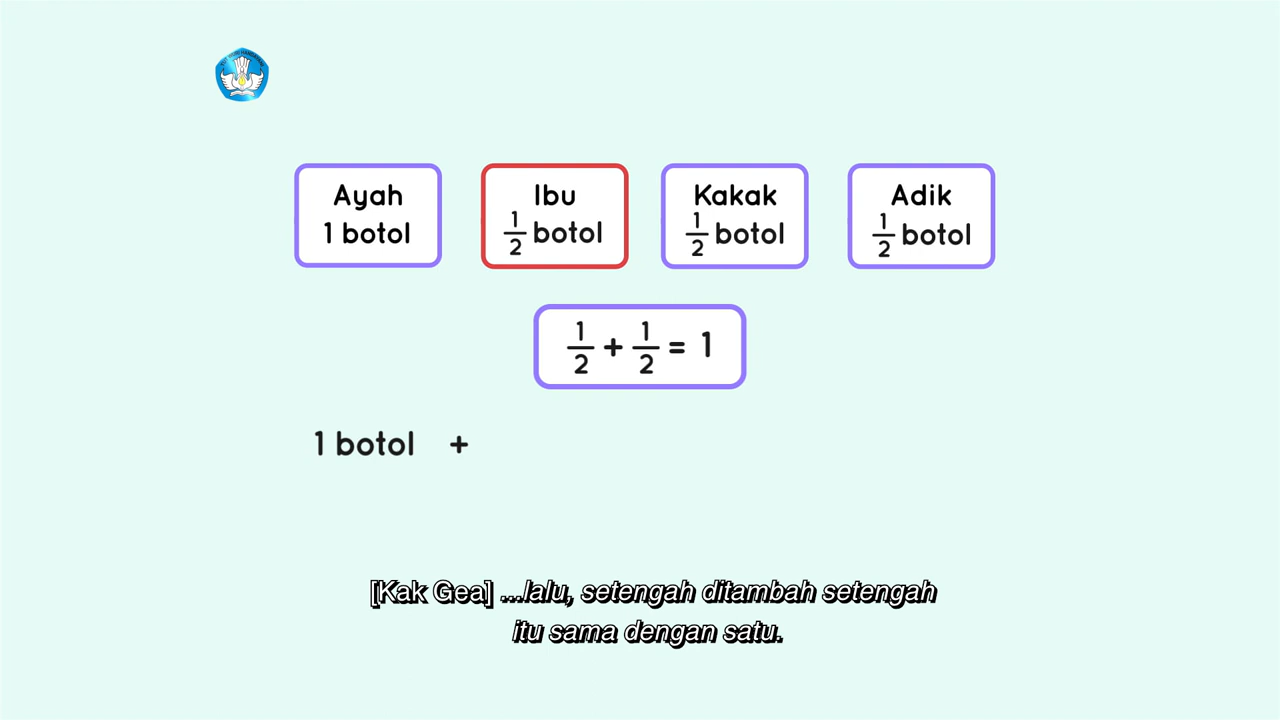 Ayah
1 botol
Ibu
1/2 botol
Kakak
1/2 botol
Adik
1/2 botol
1/2 + 1/2 = 1
1 botol +
[Kak Gea] ...lalu, setengah ditambah setengah
itu sama dengan satu.